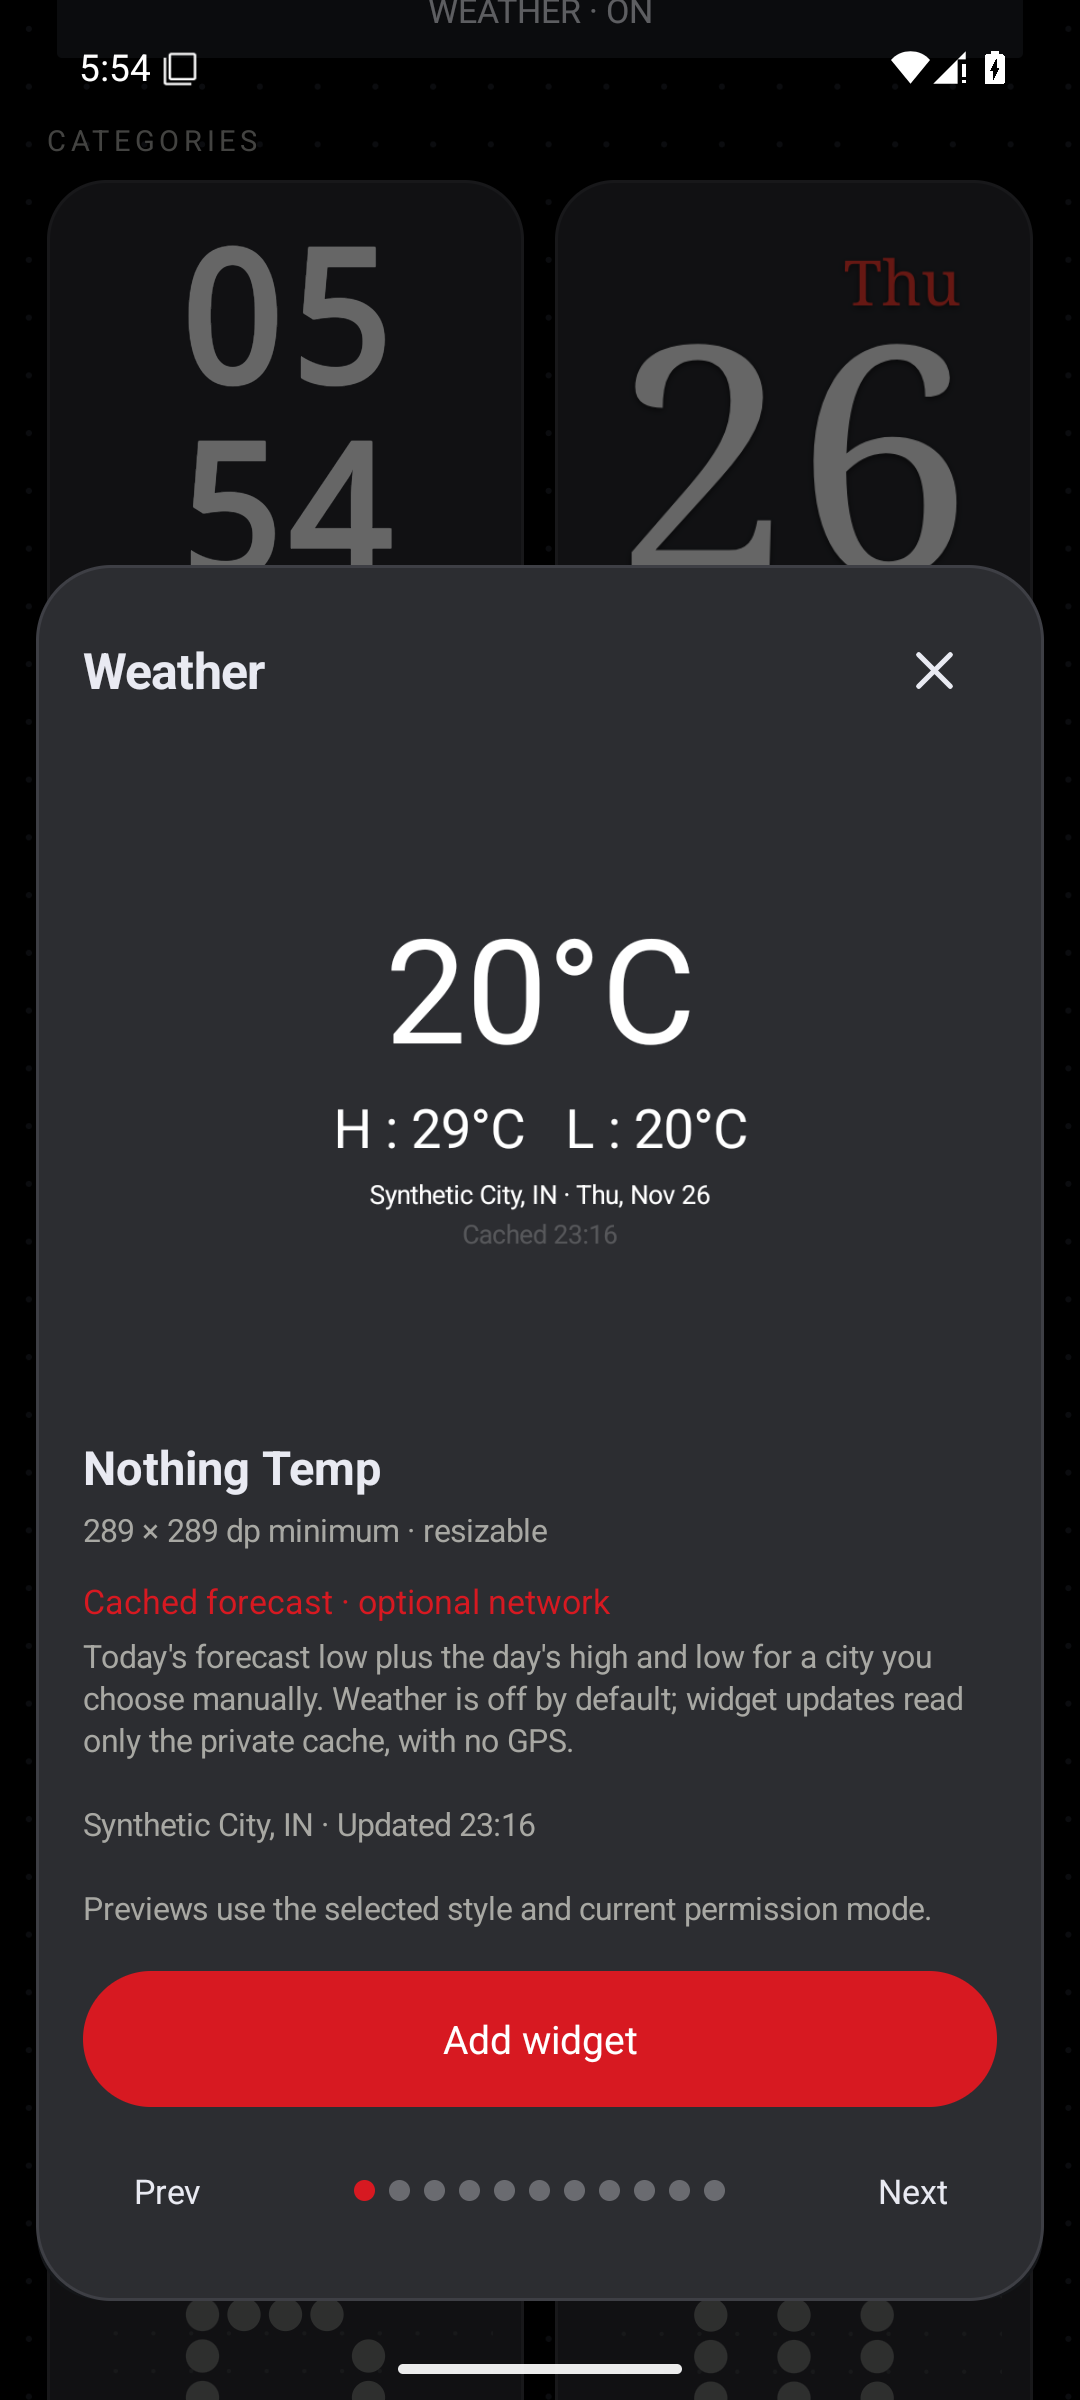 WEATHER · ON
5:54
CATEGORIES
05
54
Thu
26
Weather
20°C
H : 29°C L : 20°C
Synthetic City, IN · Thu, Nov 26
Cached 23:16
Nothing Temp
289 × 289 dp minimum · resizable
Cached forecast · optional network
Today's forecast low plus the day's high and low for a city you
choose manually. Weather is off by default; widget updates read
only the private cache, with no GPS.
Synthetic City, IN · Updated 23:16
Previews use the selected style and current permission mode.
Add widget
Prev
Next